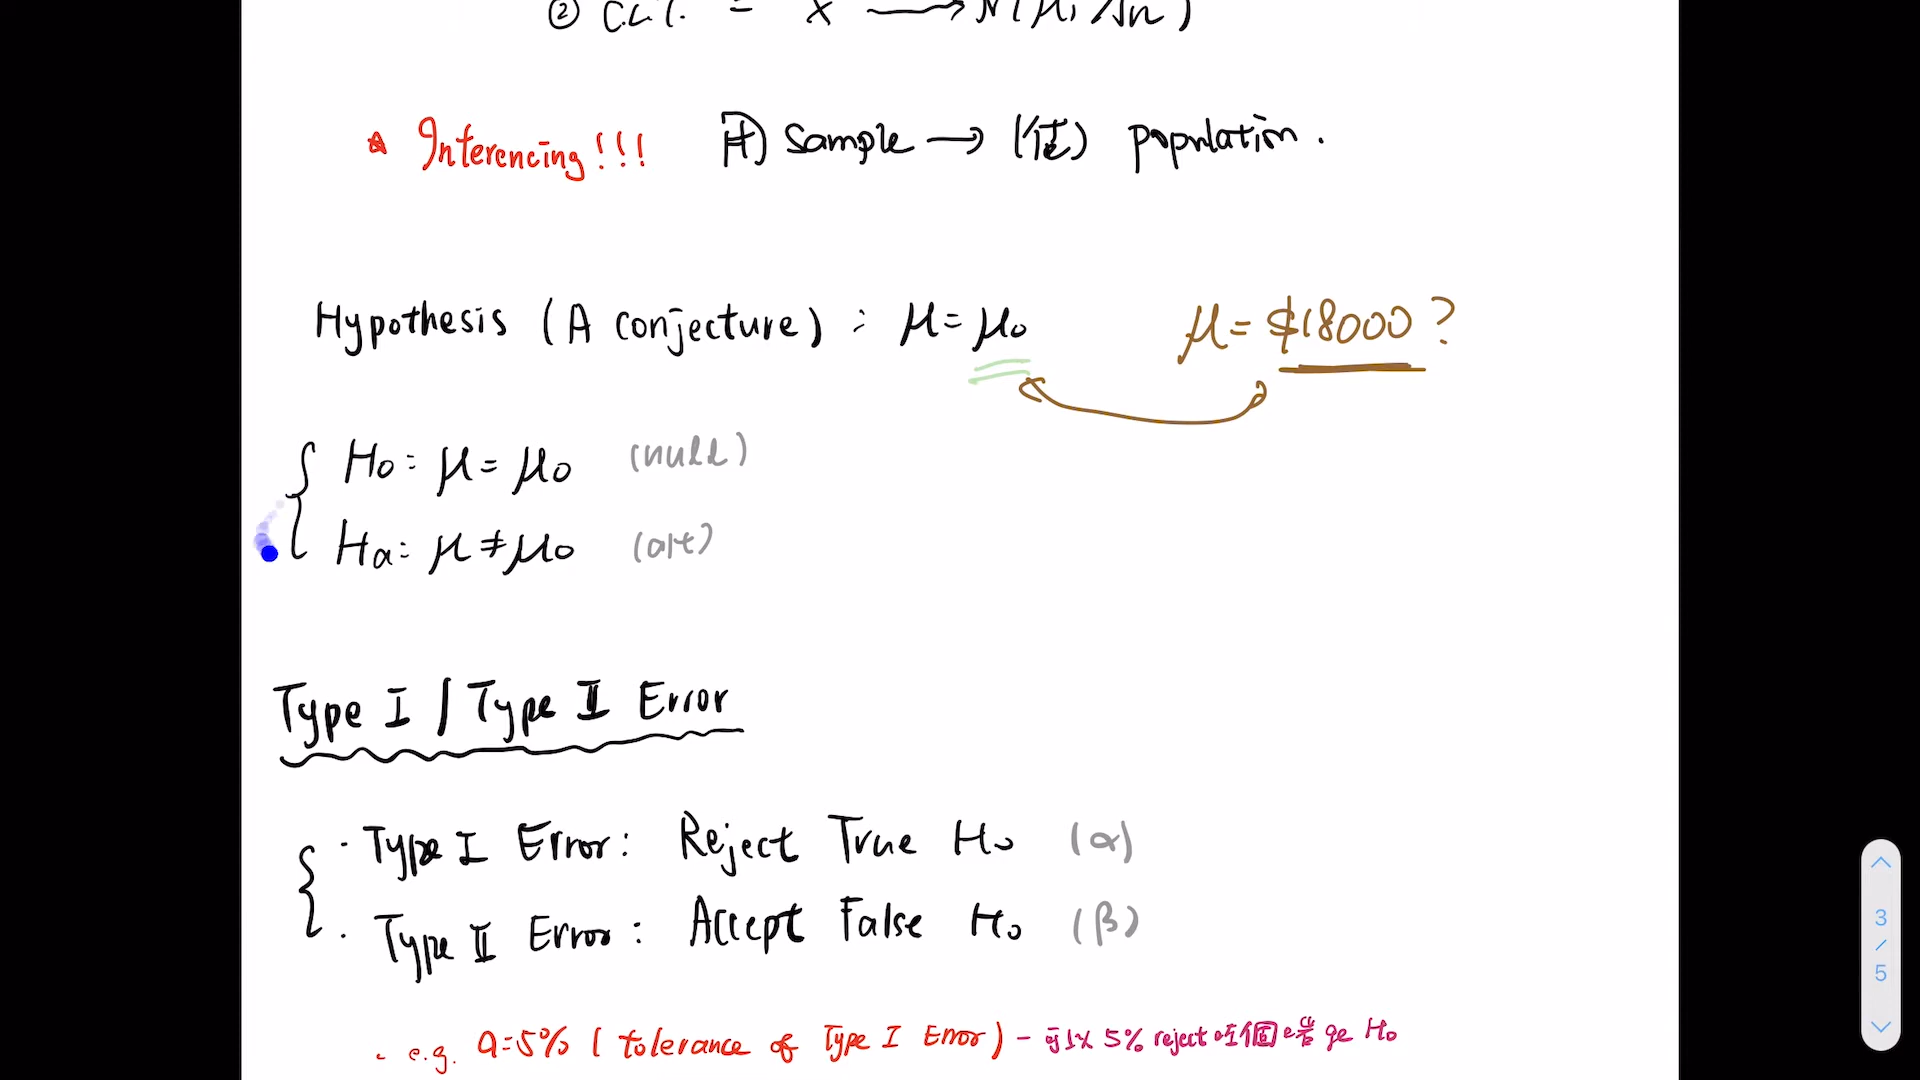 ② C.L.T. = X̄ → N(μ, /√n)
* Inferencing!!! 用 sample → (估) population.
Hypothesis (A conjecture) : μ = μ₀ μ = $18000 ?
H₀ : μ = μ₀ (null)
Ha : μ ≠ μ₀ (alt)
Type I / Type II Error
· Type I Error : Reject True H₀ (α)
· Type II Error : Accept False H₀ (β)
e.g. α = 5% ( tolerance of Type I Error ) - 可以 5% reject 咗個 啱 ge H₀
3
/
5